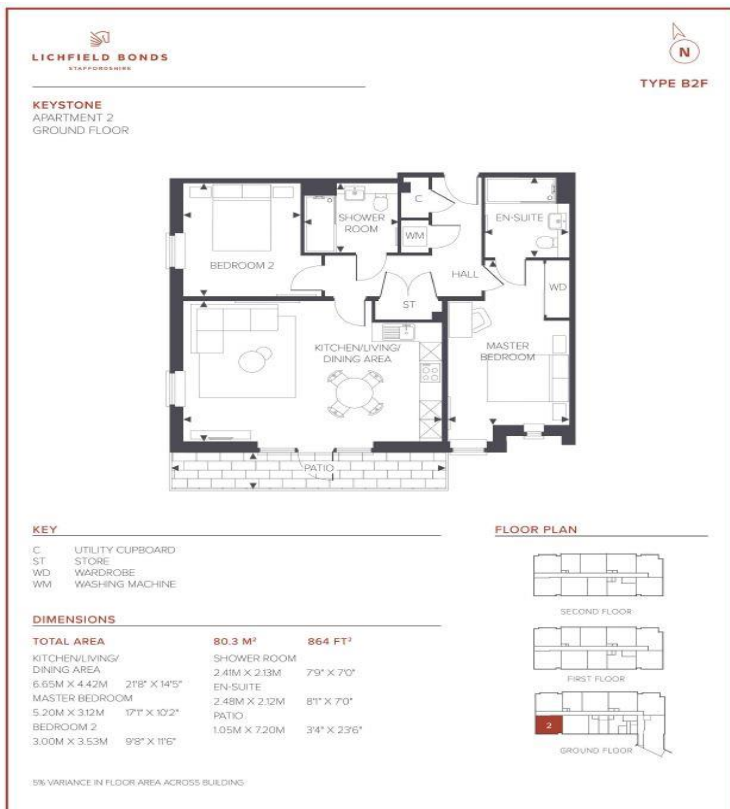 LICHFIELD BONDS
STAFFORDSHIRE
N
TYPE B2F
KEYSTONE
APARTMENT 2
GROUND FLOOR
C
SHOWER
ROOM
EN-SUITE
WM
BEDROOM 2
HALL
WD
ST
KITCHEN/LIVING/
DINING AREA
MASTER
BEDROOM
PATIO
KEY
C UTILITY CUPBOARD
ST STORE
WD WARDROBE
WM WASHING MACHINE
FLOOR PLAN
SECOND FLOOR
FIRST FLOOR
2
GROUND FLOOR
DIMENSIONS
TOTAL AREA 80.3 M² 864 FT²
KITCHEN/LIVING/
DINING AREA
6.65M X 4.42M 21'8" X 14'5"
MASTER BEDROOM
5.20M X 3.12M 17'1" X 10'2"
BEDROOM 2
3.00M X 3.53M 9'8" X 11'6"
SHOWER ROOM
2.41M X 2.13M 7'9" X 7'0"
EN-SUITE
2.48M X 2.12M 8'1" X 7'0"
PATIO
1.05M X 7.20M 3'4" X 23'6"
5% VARIANCE IN FLOOR AREA ACROSS BUILDING